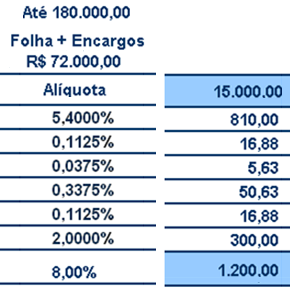 Até 180.000,00
Folha + Encargos
R$ 72.000,00
Alíquota 15.000.00
5,4000% 810,00
0,1125% 16,88
0,0375% 5,63
0,3375% 50,63
0,1125% 16,88
2,0000% 300,00
8,00% 1.200.00